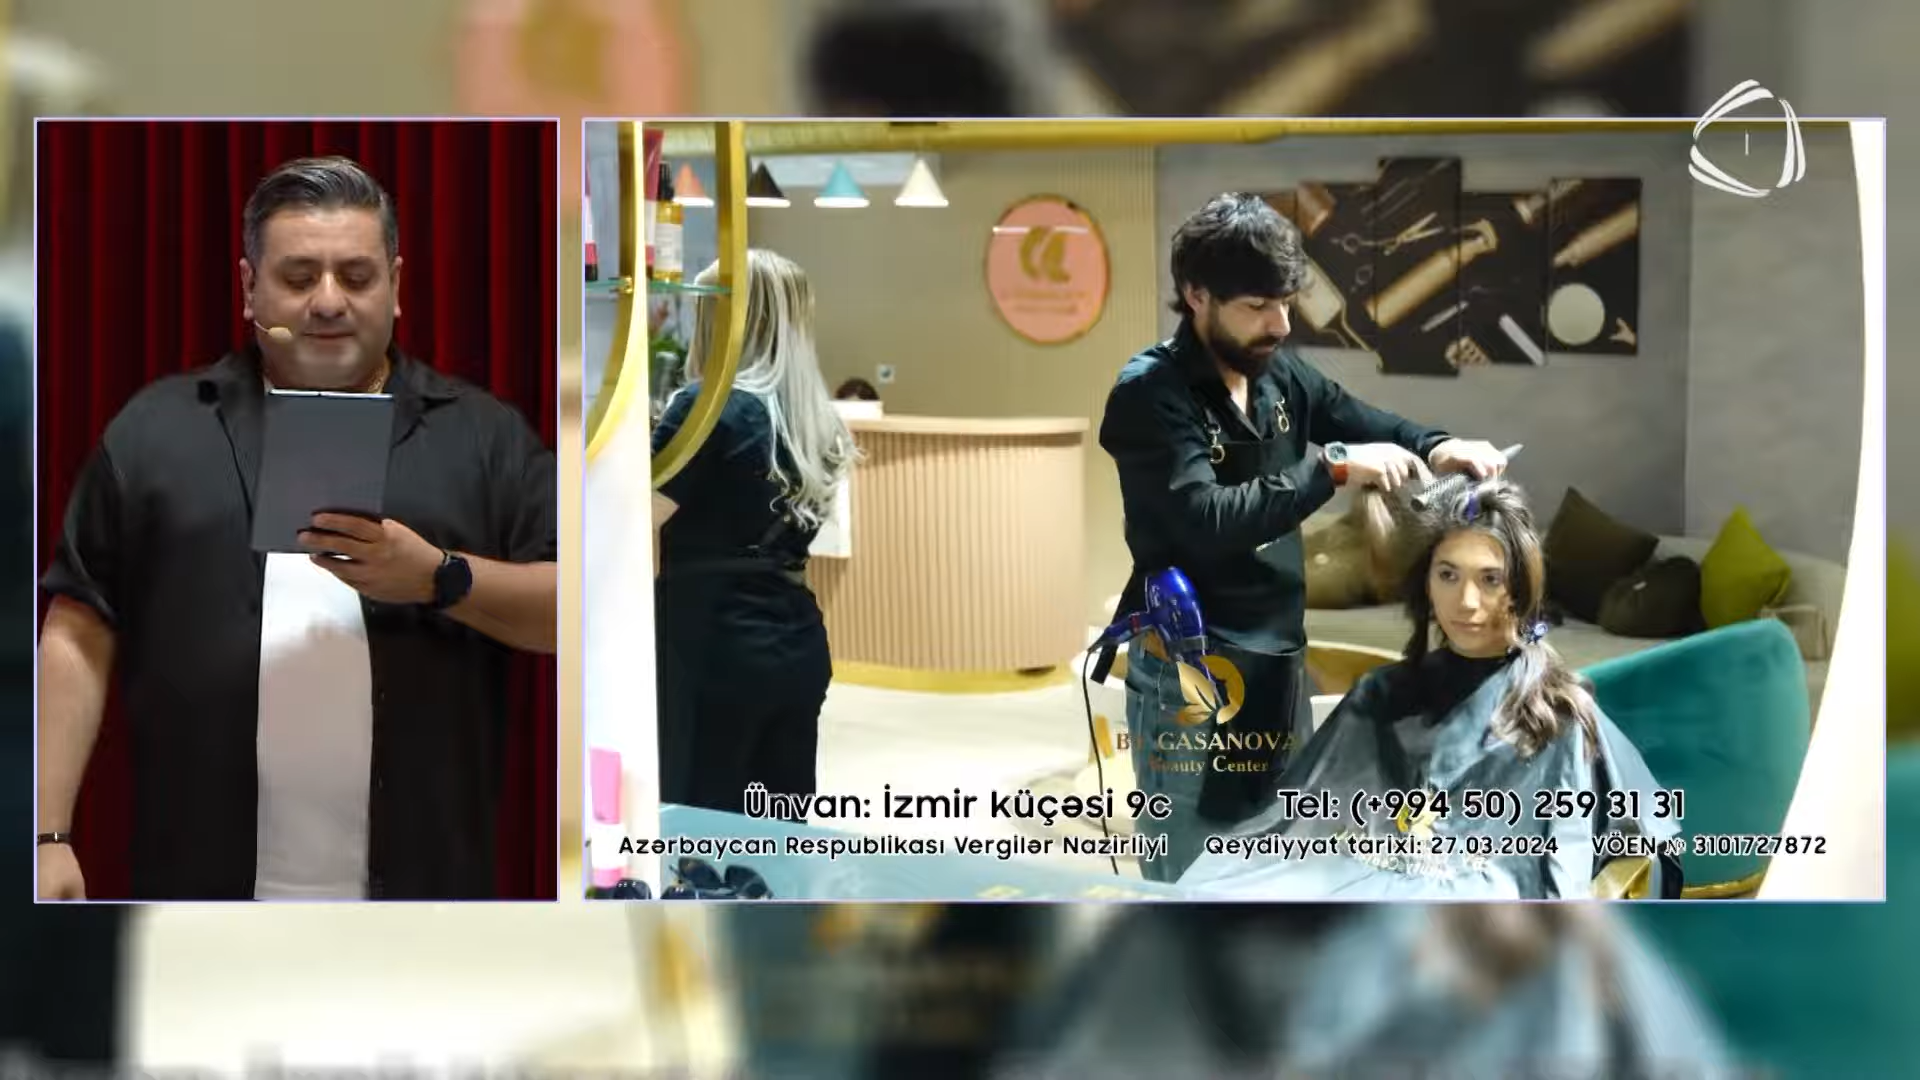 BY GASANOVA
Beauty Center
Ünvan: İzmir küçəsi 9c
Tel: (+994 50) 259 31 31
Azərbaycan Respublikası Vergilər Nazirliyi
Qeydiyyat tarixi: 27.03.2024
VÖEN № 3101727872